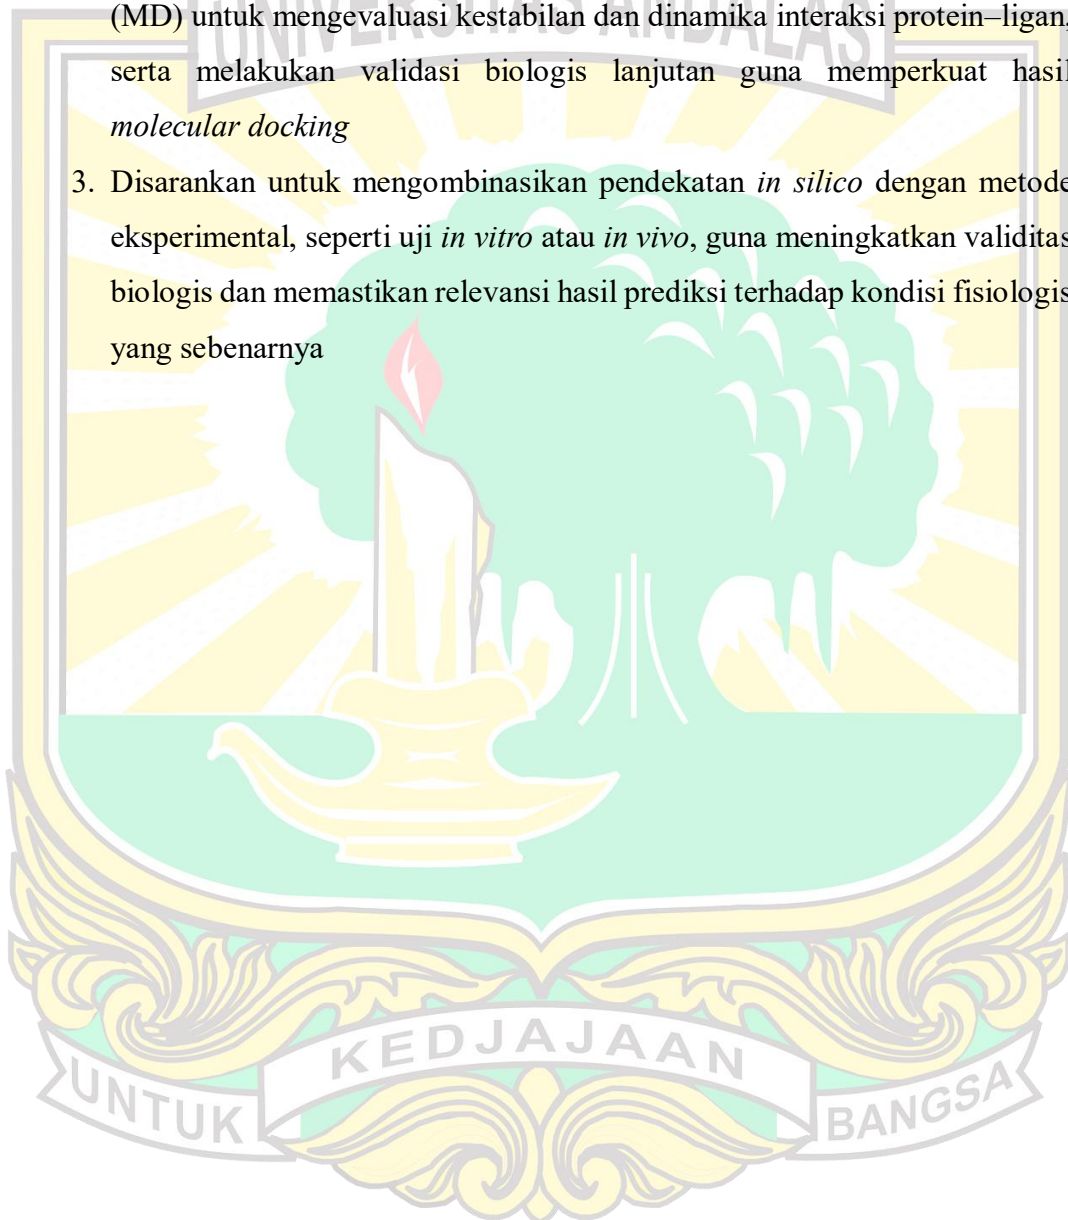 UNIVERSITAS ANDALAS
(MD) untuk mengevaluasi kestabilan dan dinamika interaksi protein–ligan,
serta melakukan validasi biologis lanjutan guna memperkuat hasil
molecular docking
3. Disarankan untuk mengombinasikan pendekatan in silico dengan metode
eksperimental, seperti uji in vitro atau in vivo, guna meningkatkan validitas
biologis dan memastikan relevansi hasil prediksi terhadap kondisi fisiologis
yang sebenarnya
UNTUK
KEDJAJAAN
BANGSA